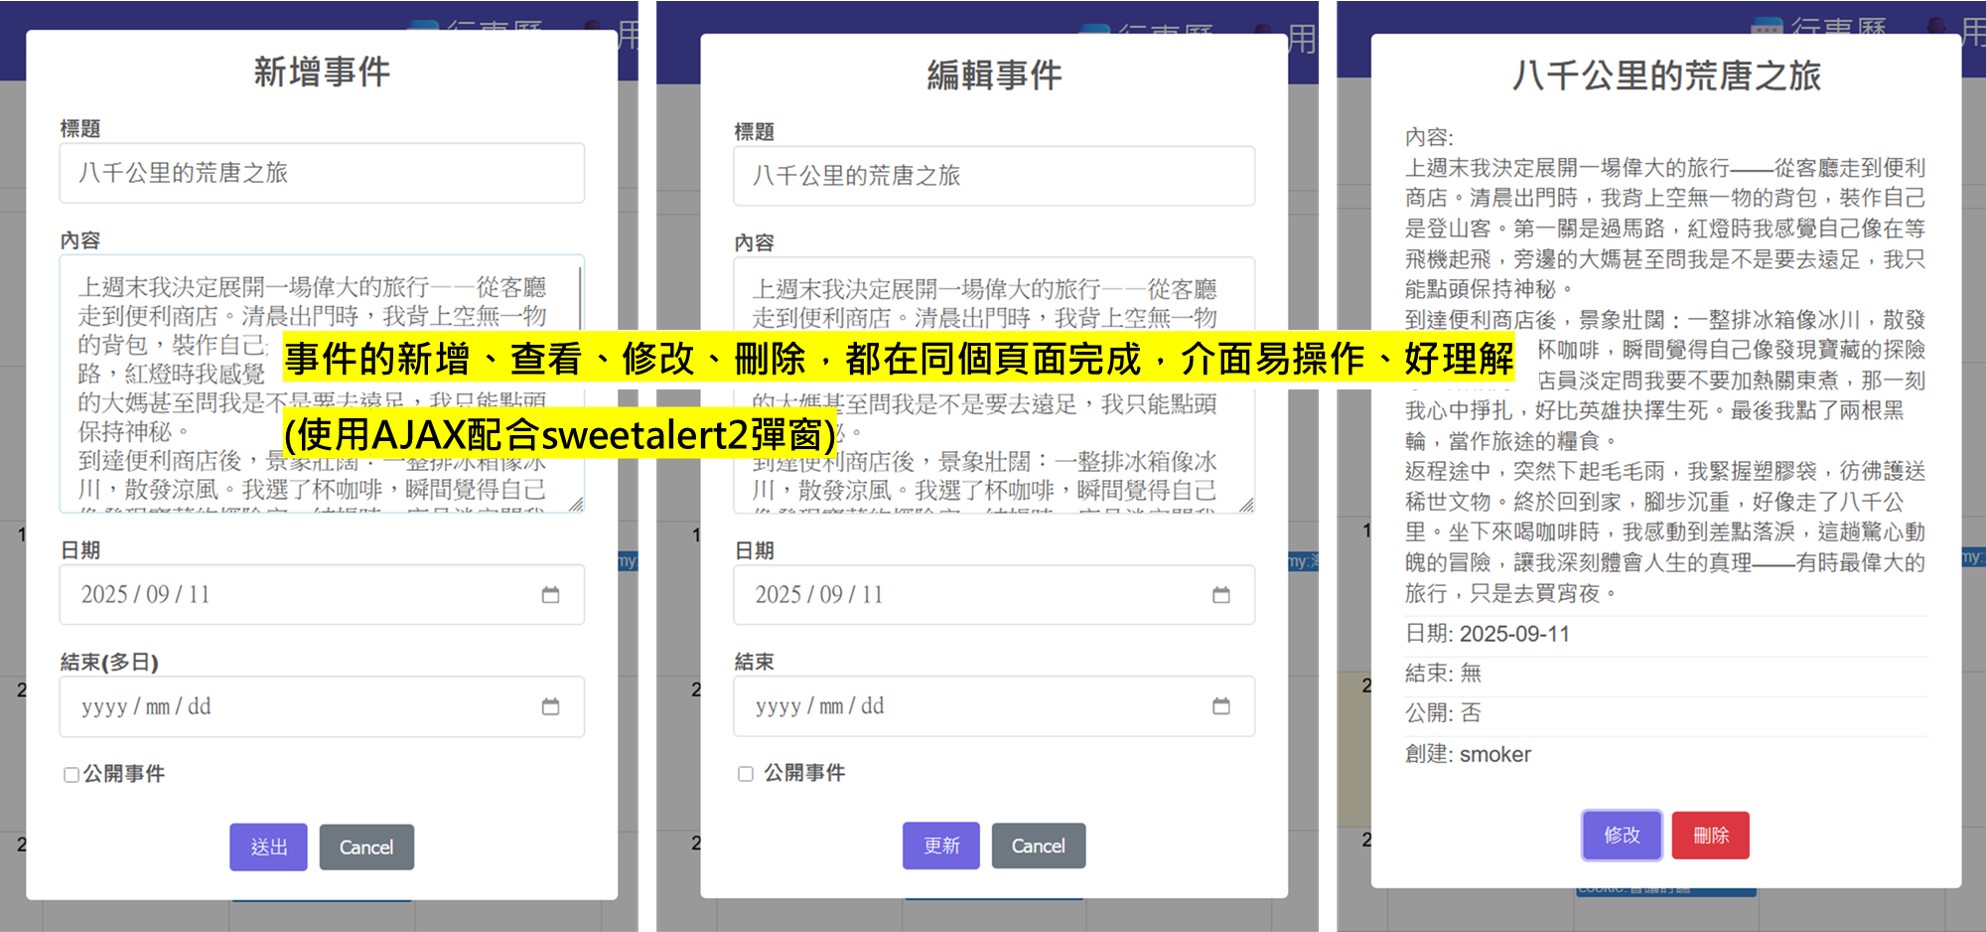 行事曆
用
新增事件
標題
八千公里的荒唐之旅
內容
上週末我決定展開一場偉大的旅行——從客廳
走到便利商店。清晨出門時，我背上空無一物
的背包，裝作自己
路，紅燈時我感覺
的大媽甚至問我是不是要去遠足，我只能點頭
保持神秘。
到達便利商店後，景象壯闊：一整排冰箱像冰
川，散發涼風。我選了杯咖啡，瞬間覺得自己
日期
2025 / 09 / 11
結束(多日)
yyyy / mm / dd
公開事件
送出
Cancel
my:
行事曆
用
編輯事件
標題
八千公里的荒唐之旅
內容
上週末我決定展開一場偉大的旅行——從客廳
走到便利商店。清晨出門時，我背上空無一物
的大媽甚至問我是不是要去遠足，我只能點頭
。
到達便利商店後，景象壯闊：一整排冰箱像冰
川，散發涼風。我選了杯咖啡，瞬間覺得自己
日期
2025 / 09 / 11
結束
yyyy / mm / dd
公開事件
更新
Cancel
my:
事件的新增、查看、修改、刪除，都在同個頁面完成，介面易操作、好理解
(使用AJAX配合sweetalert2彈窗)
行事曆
用
八千公里的荒唐之旅
內容:
上週末我決定展開一場偉大的旅行——從客廳走到便利
商店。清晨出門時，我背上空無一物的背包，裝作自己
是登山客。第一關是過馬路，紅燈時我感覺自己像在等
飛機起飛，旁邊的大媽甚至問我是不是要去遠足，我只
能點頭保持神秘。
到達便利商店後，景象壯闊：一整排冰箱像冰川，散發
杯咖啡，瞬間覺得自己像發現寶藏的探險
店員淡定問我要不要加熱關東煮，那一刻
我心中掙扎，好比英雄抉擇生死。最後我點了兩根黑
輪，當作旅途的糧食。
返程途中，突然下起毛毛雨，我緊握塑膠袋，彷彿護送
稀世文物。終於回到家，腳步沉重，好像走了八千公
里。坐下來喝咖啡時，我感動到差點落淚，這趟驚心動
魄的冒險，讓我深刻體會人生的真理——有時最偉大的
旅行，只是去買宵夜。
日期: 2025-09-11
結束: 無
公開: 否
創建: smoker
修改
刪除
my: